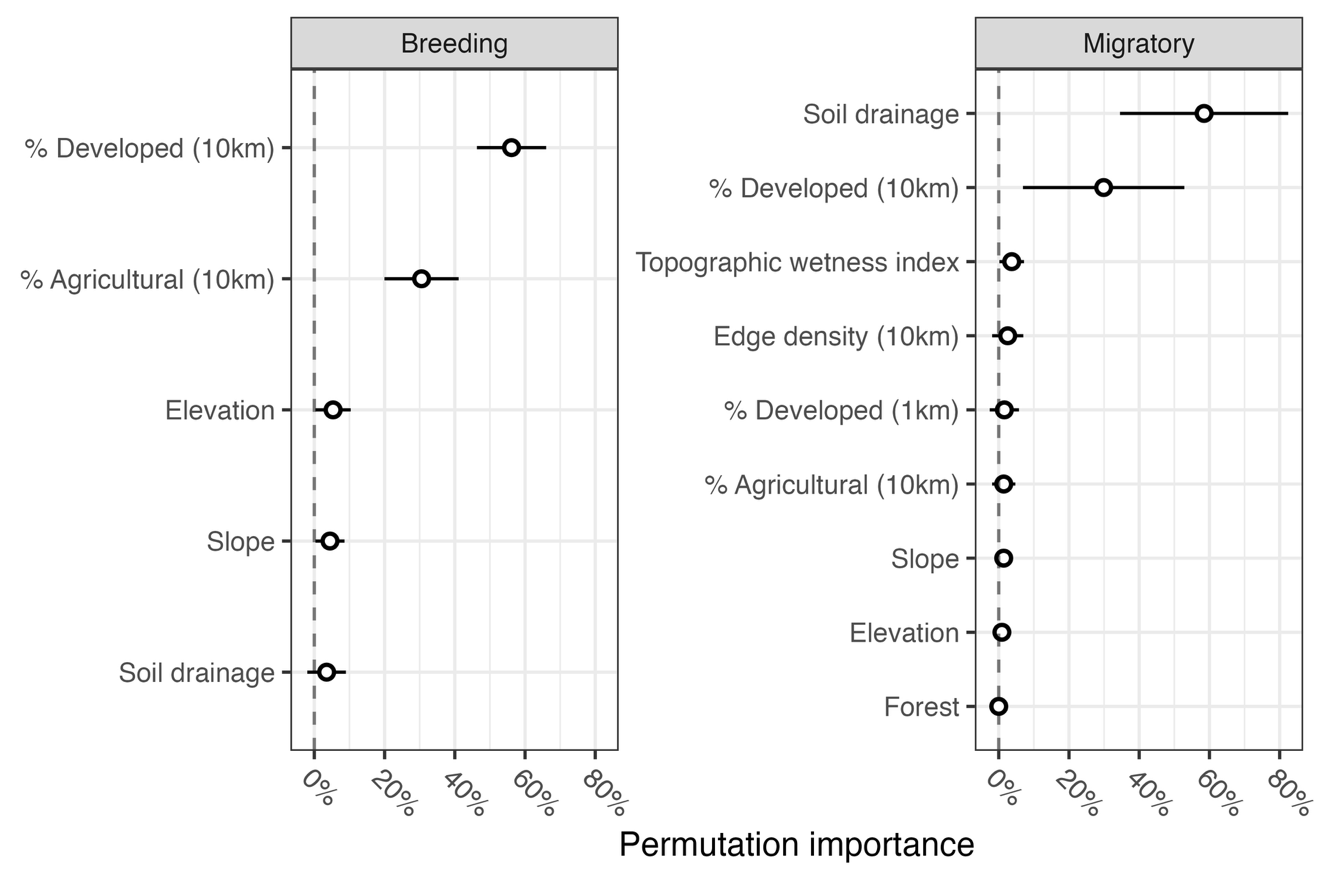 Breeding
% Developed (10km)
% Agricultural (10km)
Elevation
Slope
Soil drainage
0% 20% 40% 60% 80%
Migratory
Soil drainage
% Developed (10km)
Topographic wetness index
Edge density (10km)
% Developed (1km)
% Agricultural (10km)
Slope
Elevation
Forest
0% 20% 40% 60% 80%
Permutation importance